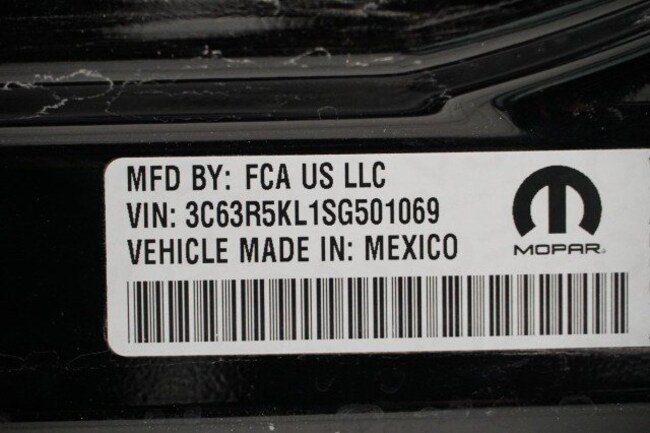 MFD BY: FCA US LLC
VIN: 3C63R5KL1SG501069
VEHICLE MADE IN: MEXICO
MOPAR®